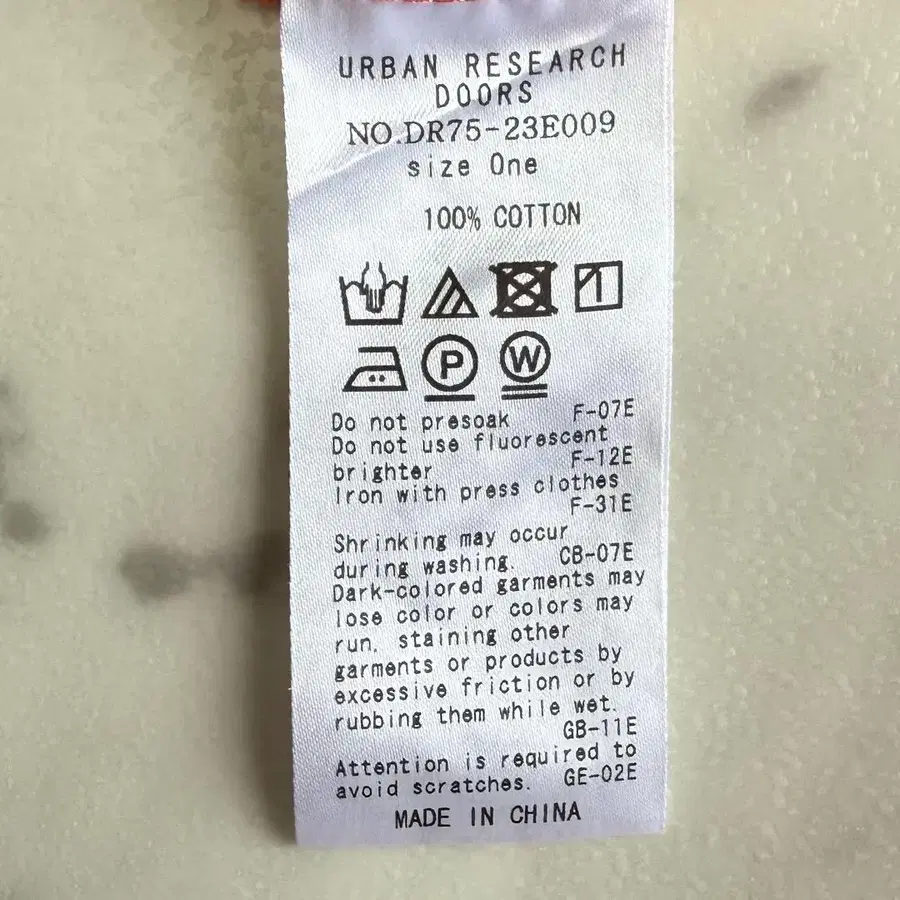 URBAN RESEARCH
DOORS
NO.DR75-23E009
size One
100% COTTON
P W
Do not presoak F-07E
Do not use fluorescent
brighter F-12E
Iron with press clothes
F-31E
Shrinking may occur
during washing. CB-07E
Dark-colored garments may
lose color or colors may
run, staining other
garments or products by
excessive friction or by
rubbing them while wet.
GB-11E
Attention is required to
avoid scratches. GE-02E
MADE IN CHINA